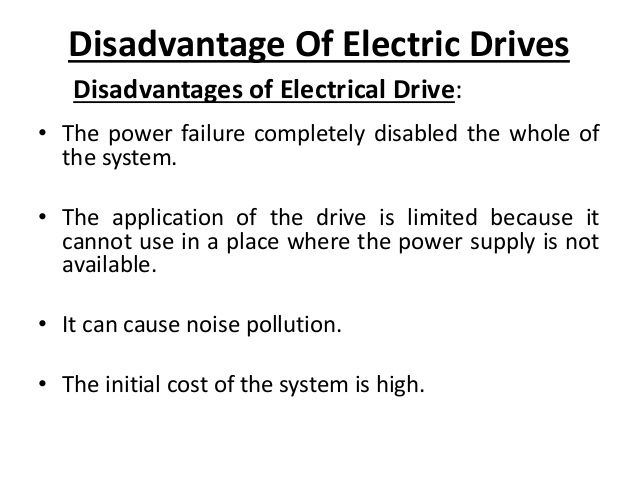 Disadvantage Of Electric Drives
Disadvantages of Electrical Drive:
• The power failure completely disabled the whole of
the system.
• The application of the drive is limited because it
cannot use in a place where the power supply is not
available.
• It can cause noise pollution.
• The initial cost of the system is high.